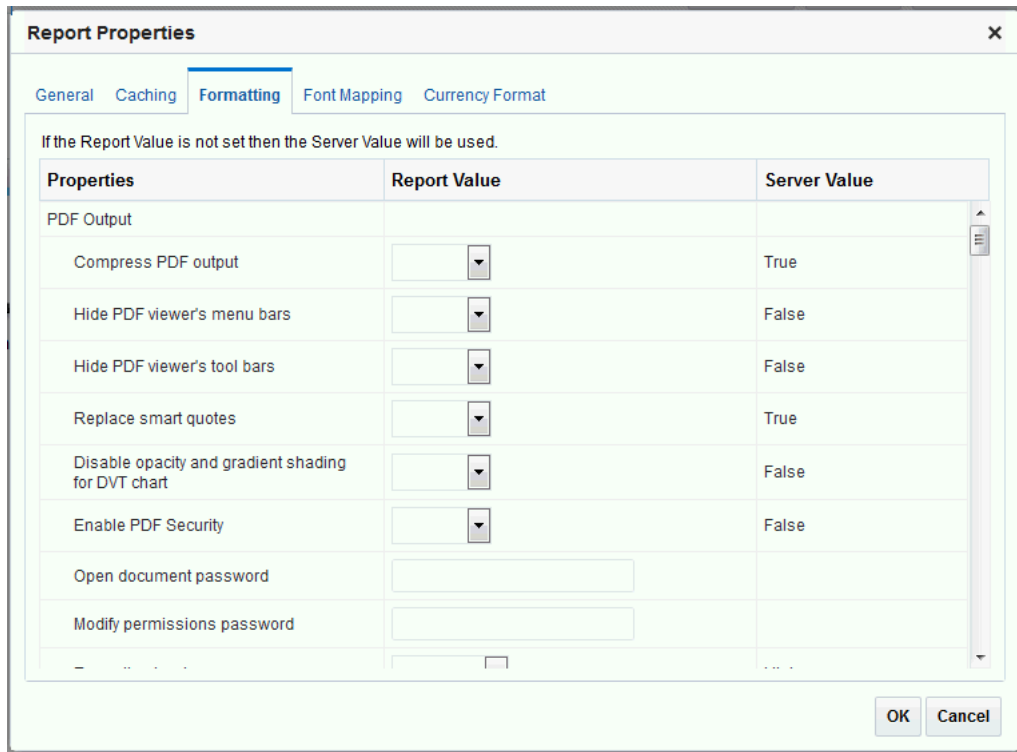 Report Properties
General Caching Formatting Font Mapping Currency Format
If the Report Value is not set then the Server Value will be used.
Properties Report Value Server Value
PDF Output
Compress PDF output True
Hide PDF viewer's menu bars False
Hide PDF viewer's tool bars False
Replace smart quotes True
Disable opacity and gradient shading
for DVT chart False
Enable PDF Security False
Open document password
Modify permissions password
OK Cancel